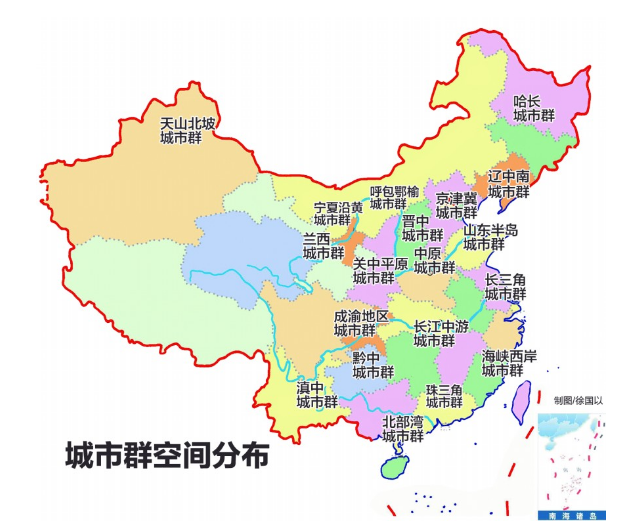 哈长
城市群
天山北坡
城市群
辽中南
城市群
呼包鄂榆
城市群
京津冀
城市群
宁夏沿黄
城市群
晋中
城市群
山东半岛
城市群
兰西
城市群
中原
城市群
关中平原
城市群
长三角
城市群
成渝地区
城市群
长江中游
城市群
黔中
城市群
海峡西岸
城市群
滇中
城市群
珠三角
城市群
制图/徐国以
北部湾
城市群
城市群空间分布
南海诸岛